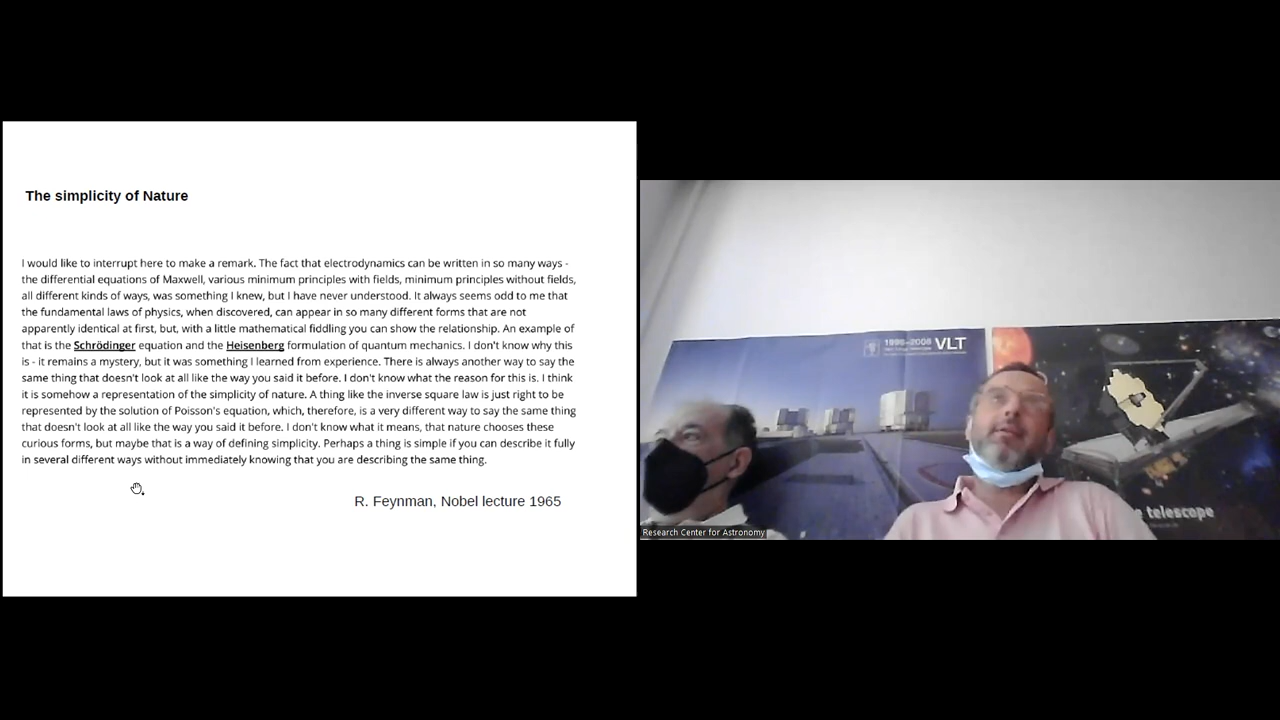 The simplicity of Nature
I would like to interrupt here to make a remark. The fact that electrodynamics can be written in so many ways -
the differential equations of Maxwell, various minimum principles with fields, minimum principles without fields,
all different kinds of ways, was something I knew, but I have never understood. It always seems odd to me that
the fundamental laws of physics, when discovered, can appear in so many different forms that are not
apparently identical at first, but, with a little mathematical fiddling you can show the relationship. An example of
that is the Schrödinger equation and the Heisenberg formulation of quantum mechanics. I don't know why this
is - it remains a mystery, but it was something I learned from experience. There is always another way to say the
same thing that doesn't look at all like the way you said it before. I don't know what the reason for this is. I think
it is somehow a representation of the simplicity of nature. A thing like the inverse square law is just right to be
represented by the solution of Poisson's equation, which, therefore, is a very different way to say the same thing
that doesn't look at all like the way you said it before. I don't know what it means, that nature chooses these
curious forms, but maybe that is a way of defining simplicity. Perhaps a thing is simple if you can describe it fully
in several different ways without immediately knowing that you are describing the same thing.
R. Feynman, Nobel lecture 1965
VLT
telescope
Research Center for Astronomy